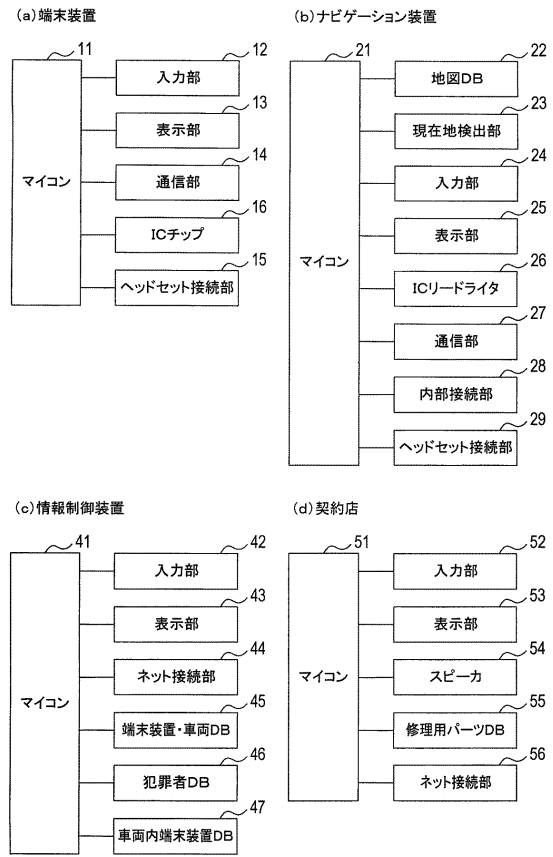 (a)端末装置
11
マイコン
12
入力部
13
表示部
14
通信部
16
ICチップ
15
ヘッドセット接続部
(b)ナビゲーション装置
21
マイコン
22
地図DB
23
現在地検出部
24
入力部
25
表示部
26
ICリードライタ
27
通信部
28
内部接続部
29
ヘッドセット接続部
(c)情報制御装置
41
マイコン
42
入力部
43
表示部
44
ネット接続部
45
端末装置・車両DB
46
犯罪者DB
47
車両内端末装置DB
(d)契約店
51
マイコン
52
入力部
53
表示部
54
スピーカ
55
修理用パーツDB
56
ネット接続部